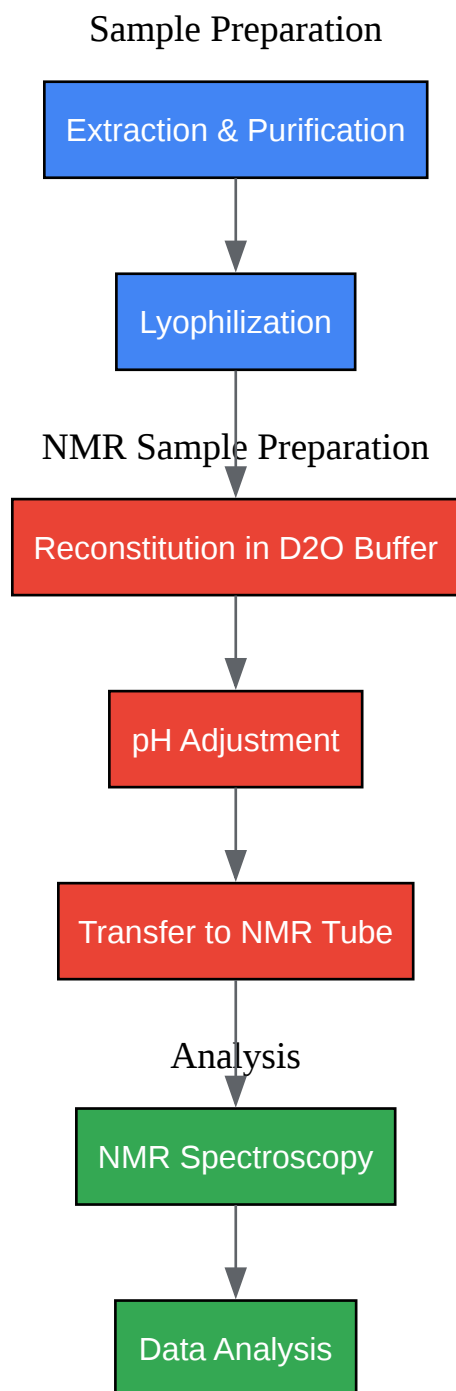 Sample Preparation
Extraction & Purification
Lyophilization
NMR Sample Preparation
Reconstitution in D2O Buffer
pH Adjustment
Transfer to NMR Tube
Analysis
NMR Spectroscopy
Data Analysis